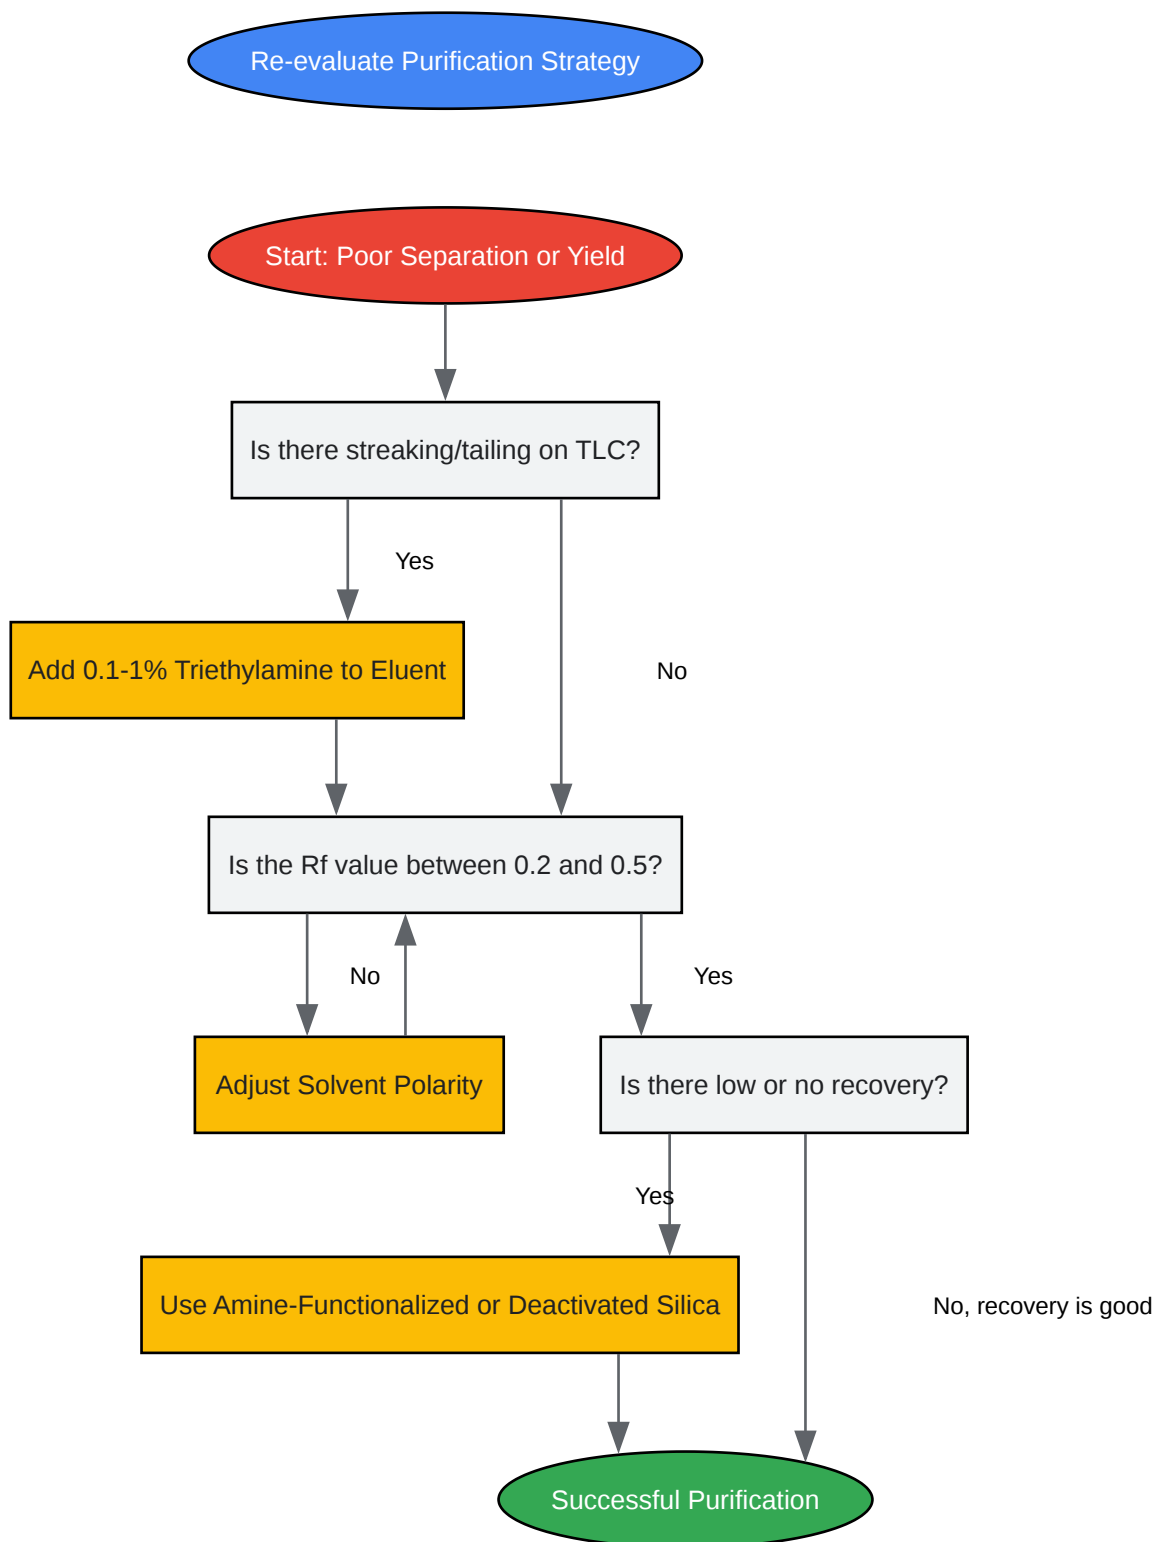 Re-evaluate Purification Strategy
Start: Poor Separation or Yield
Is there streaking/tailing on TLC?
Yes
Add 0.1-1% Triethylamine to Eluent
No
Is the Rf value between 0.2 and 0.5?
No
Yes
Adjust Solvent Polarity
Is there low or no recovery?
Yes
Use Amine-Functionalized or Deactivated Silica
No, recovery is good
Successful Purification